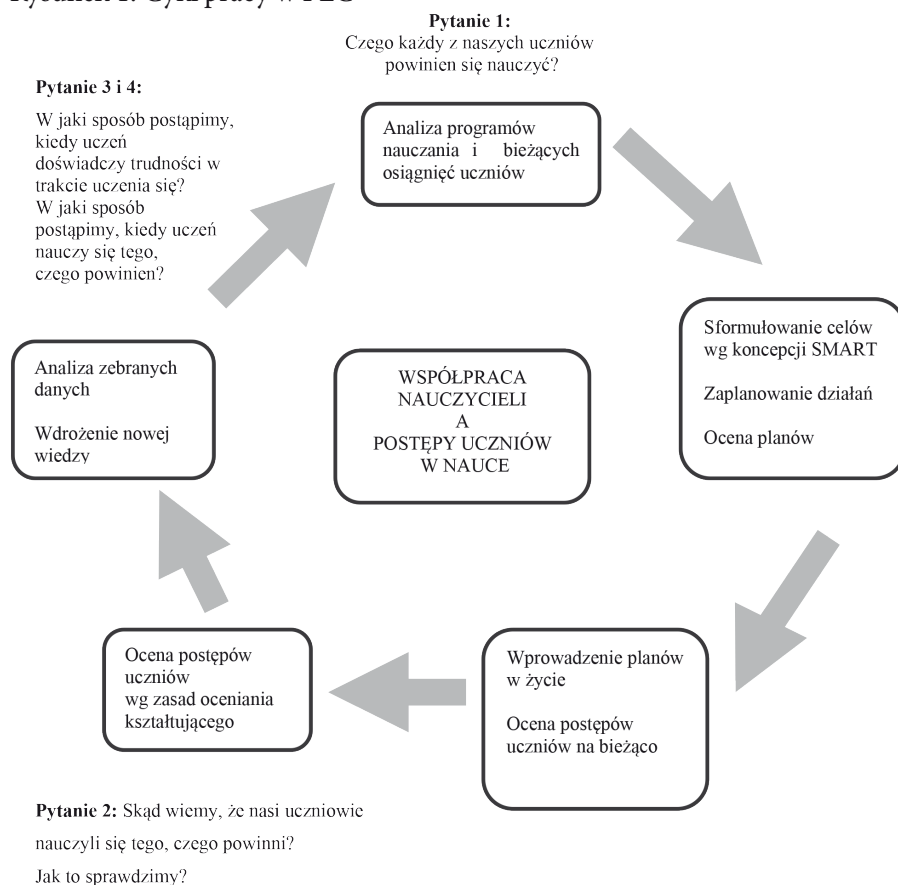 Pytanie 1:
Czego każdy z naszych uczniów
powinien się nauczyć?
Pytanie 3 i 4:
W jaki sposób postąpimy,
kiedy uczeń
doświadczy trudności w
trakcie uczenia się?
W jaki sposób
postąpimy, kiedy uczeń
nauczy się tego,
czego powinien?
Analiza programów
nauczania i bieżących
osiągnięć uczniów
Sformułowanie celów
wg koncepcji SMART
Zaplanowanie działań
Ocena planów
Analiza zebranych
danych
Wdrożenie nowej
wiedzy
WSPÓŁPRACA
NAUCZYCIELI
A
POSTĘPY UCZNIÓW
W NAUCE
Ocena postępów
uczniów
wg zasad oceniania
kształtującego
Wprowadzenie planów
w życie
Ocena postępów
uczniów na bieżąco
Pytanie 2: Skąd wiemy, że nasi uczniowie
nauczyli się tego, czego powinni?
Jak to sprawdzimy?